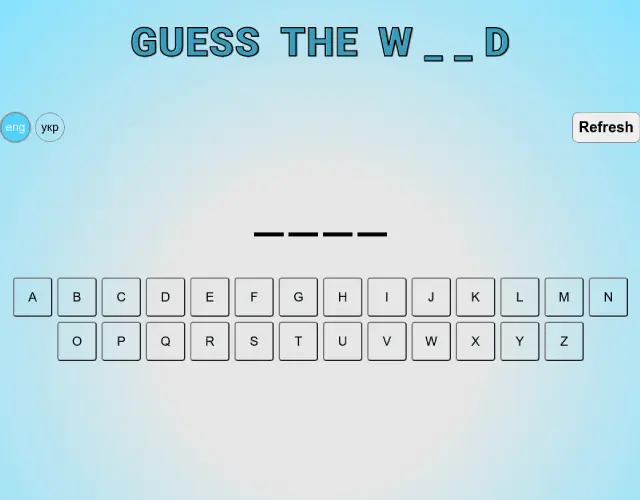 GUESS THE W _ _ D
eng укр
Refresh
_ _ _ _
A B C D E F G H I J K L M N
O P Q R S T U V W X Y Z